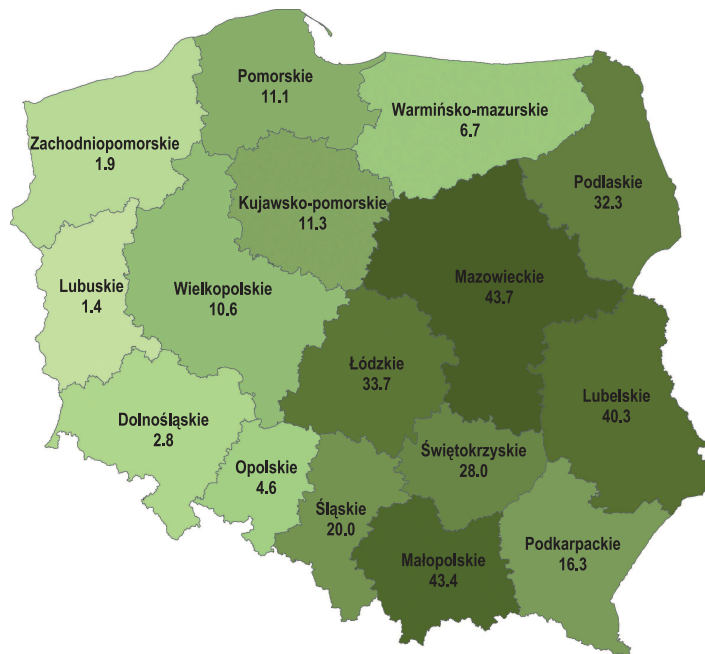 Pomorskie
11.1
Warmińsko-mazurskie
6.7
Zachodniopomorskie
1.9
Podlaskie
32.3
Kujawsko-pomorskie
11.3
Mazowieckie
43.7
Lubuskie
1.4
Wielkopolskie
10.6
Łódzkie
33.7
Lubelskie
40.3
Dolnośląskie
2.8
Świętokrzyskie
28.0
Opolskie
4.6
Śląskie
20.0
Podkarpackie
16.3
Małopolskie
43.4